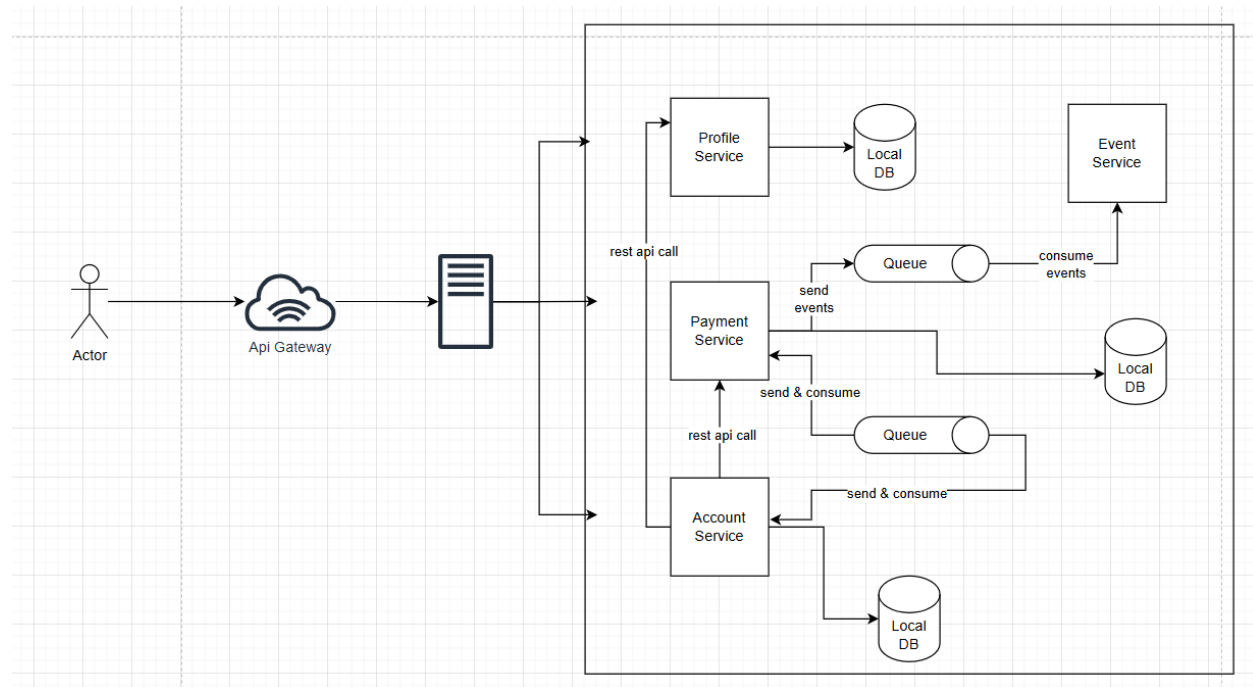 Profile
Service
Local
DB
Event
Service
rest api call
Queue
consume
events
send
events
Payment
Service
Actor
Api Gateway
Local
DB
send & consume
rest api call
Queue
send & consume
Account
Service
Local
DB